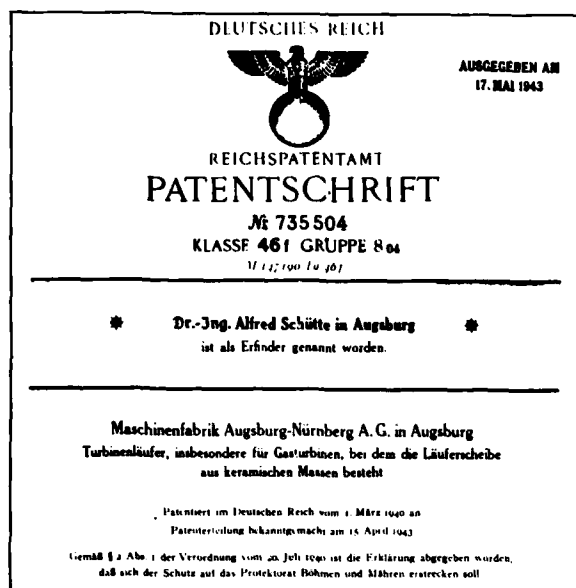 DEUTSCHES REICH
AUSGEGEBEN AM
17. MAI 1943
REICHSPATENTAMT
PATENTSCHRIFT
№ 735504
KLASSE 46f GRUPPE 8 04
M 147190 Ia 46f
Dr.-Ing. Alfred Schütte in Augsburg
ist als Erfinder genannt worden.
Maschinenfabrik Augsburg-Nürnberg A. G. in Augsburg
Turbinenläufer, insbesondere für Gasturbinen, bei dem die Läuferscheibe
aus keramischen Massen besteht
Patentiert im Deutschen Reich vom 1. März 1940 an
Patenterteilung bekanntgemacht am 15. April 1943
Gemäß § 2 Abs. 1 der Verordnung vom 20. Juli 1940 ist die Erklärung abgegeben worden,
daß sich der Schutz auf das Protektorat Böhmen und Mähren erstrecken soll